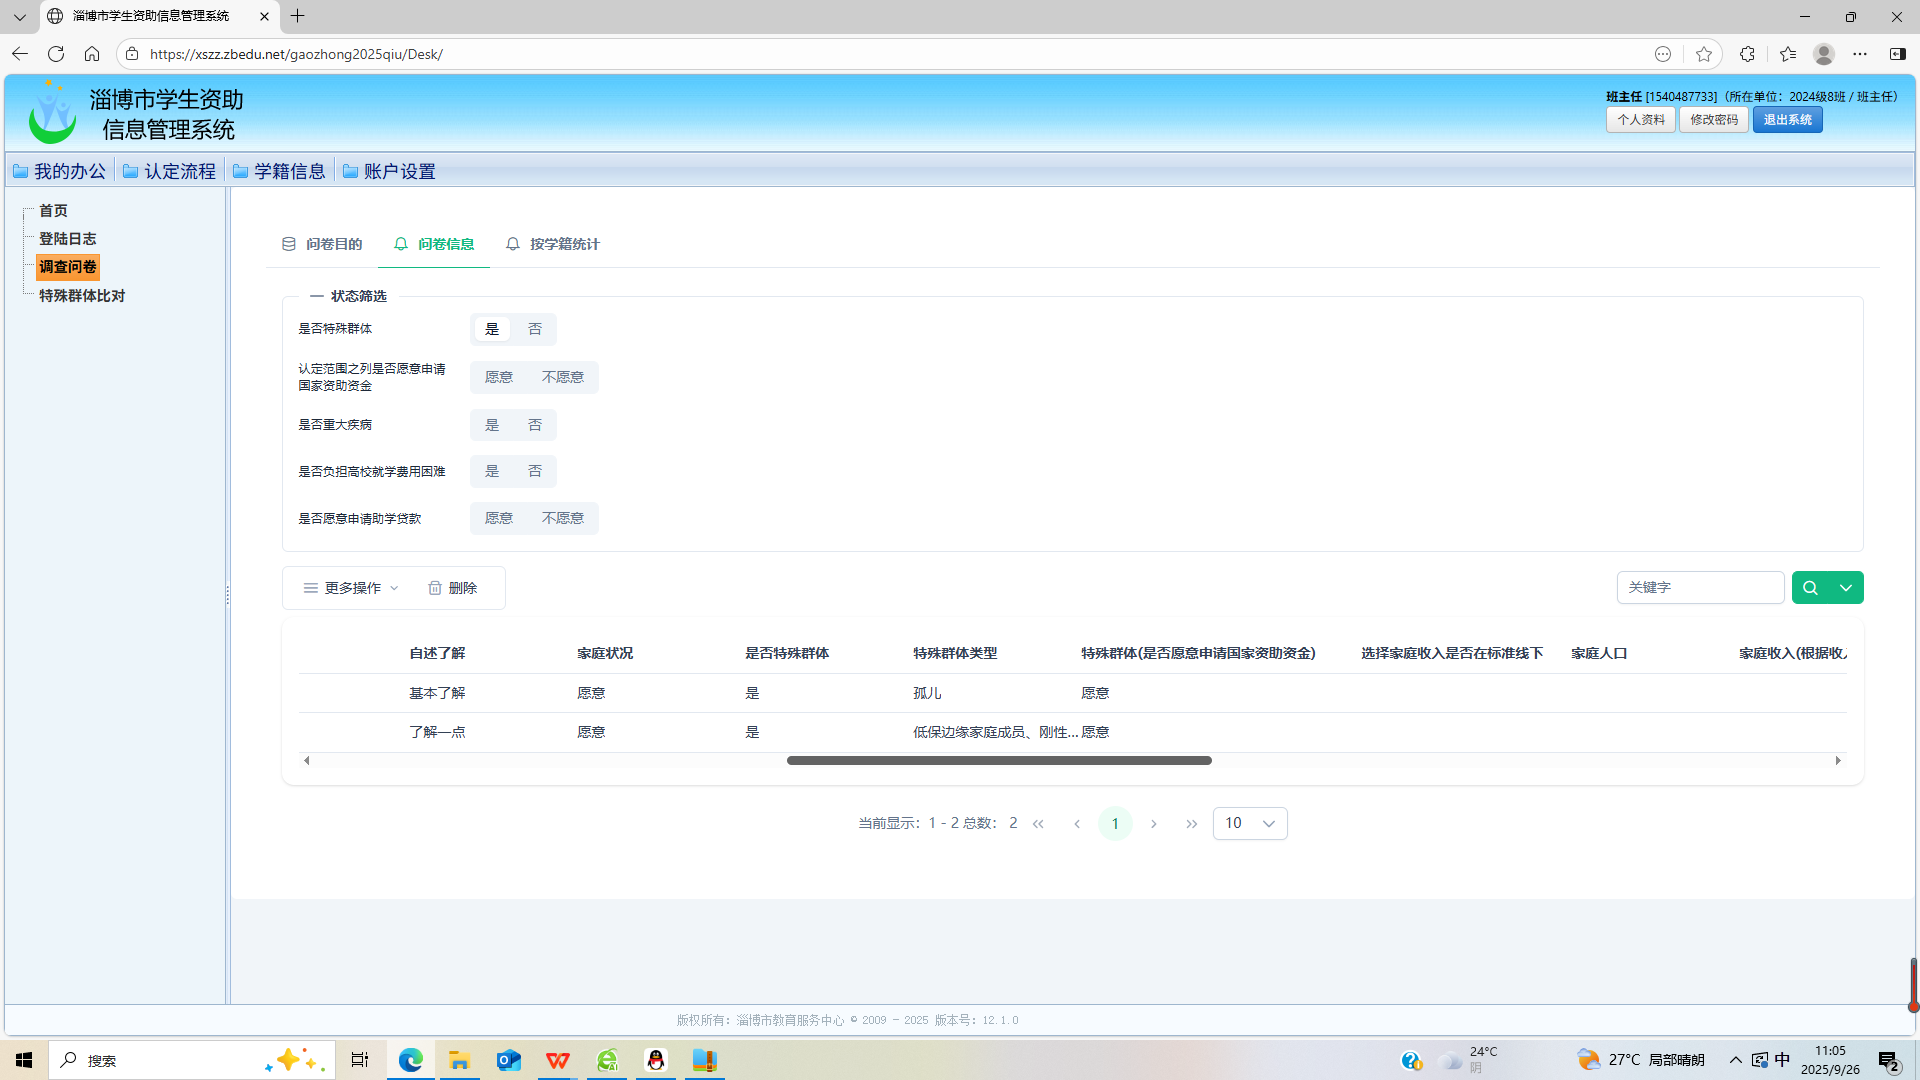 淄博市学生资助信息管理系统
https://xszz.zbedu.net/gaozhong2025qiu/Desk/
淄博市学生资助
信息管理系统
班主任 [1540487733]（所在单位：2024级8班 / 班主任）
个人资料 修改密码 退出系统
我的办公 认定流程 学籍信息 账户设置
首页
登陆日志
调查问卷
特殊群体比对
问卷目的 问卷信息 按学籍统计
状态筛选
是否特殊群体 是 否
认定范围之列是否愿意申请
国家资助资金
愿意 不愿意
是否重大疾病 是 否
是否负担高校就学费用困难 是 否
是否愿意申请助学贷款 愿意 不愿意
更多操作 删除 关键字
自述了解 家庭状况 是否特殊群体 特殊群体类型 特殊群体(是否愿意申请国家资助资金) 选择家庭收入是否在标准线下 家庭人口 家庭收入(根据收
基本了解 愿意 是 孤儿 愿意
了解一点 愿意 是 低保边缘家庭成员、刚性... 愿意
当前显示：1 - 2 总数： 2 « ‹ 1 › » 10
版权所有：淄博市教育服务中心 © 2009 - 2025 版本号：12.1.0
搜索
24°C
阴
27°C 局部晴朗
中
11:05
2025/9/26
2